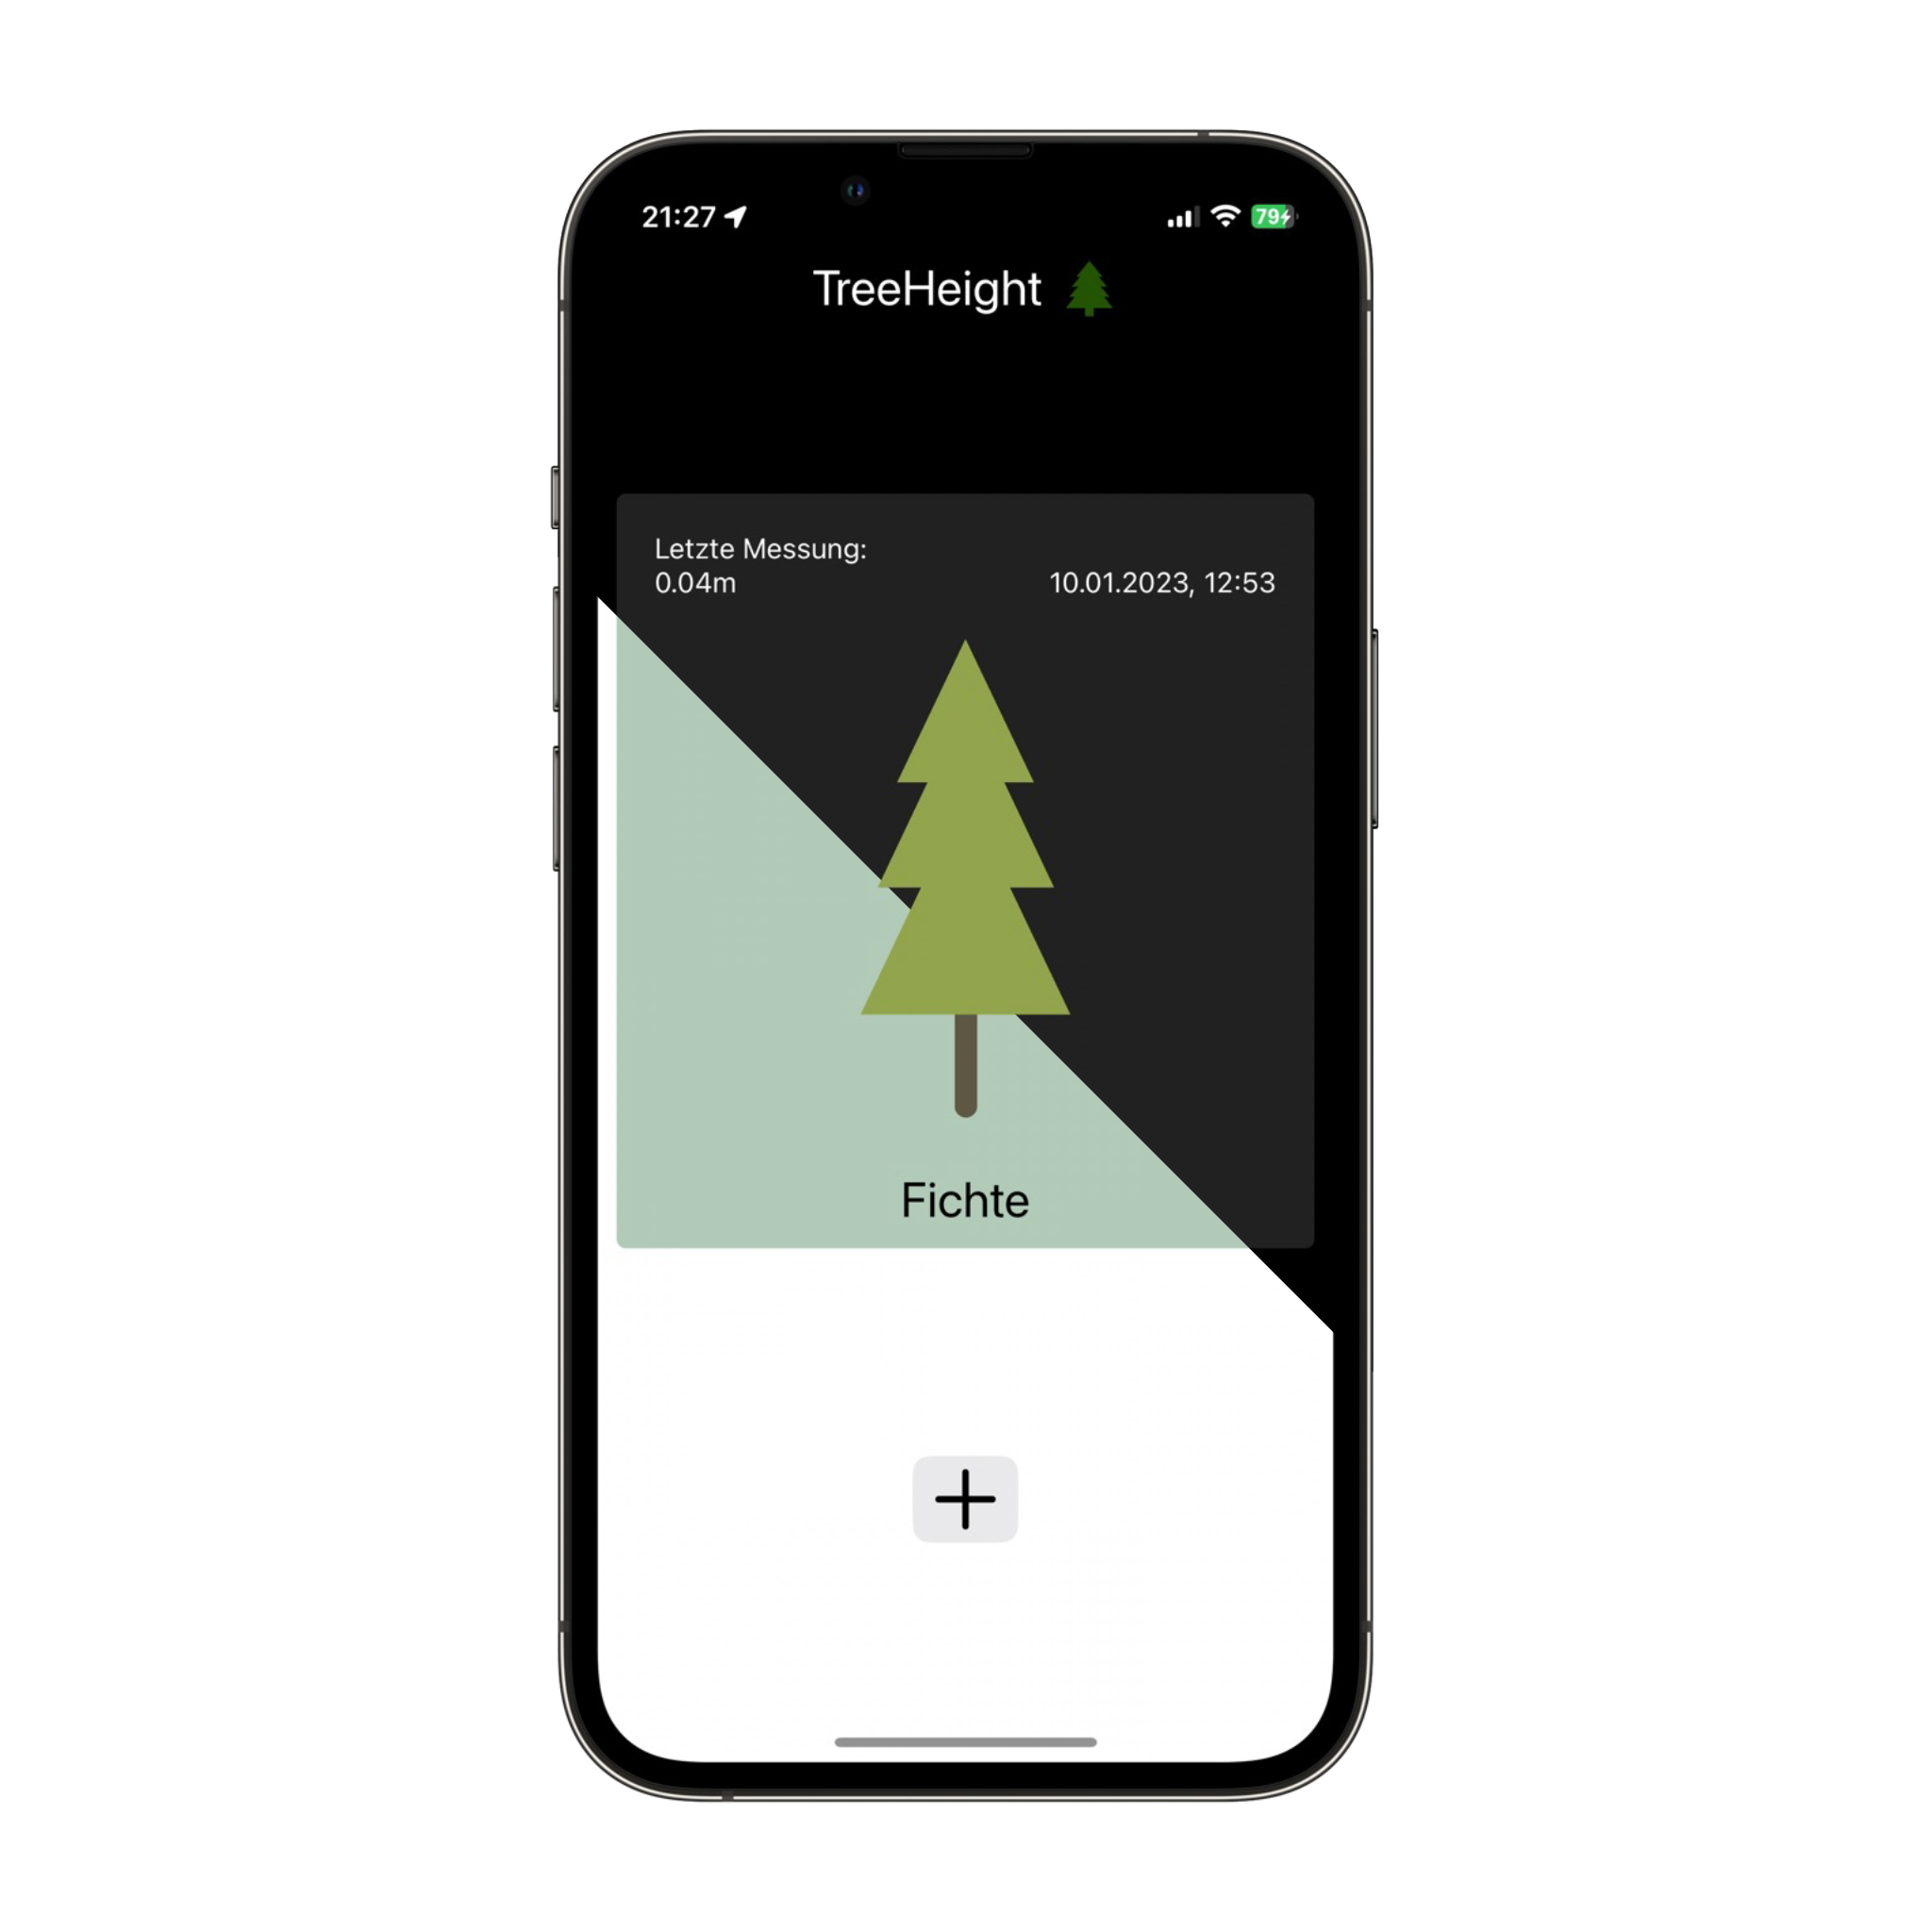 21:27
79
TreeHeight
Letzte Messung:
0.04m
10.01.2023, 12:53
Fichte